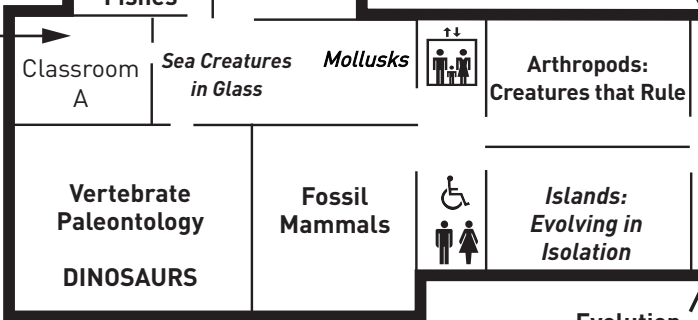 Fishes
Classroom
A
Sea Creatures
in Glass
Mollusks
Arthropods:
Creatures that Rule
Vertebrate
Paleontology
DINOSAURS
Fossil
Mammals
Islands:
Evolving in
Isolation
Evolution